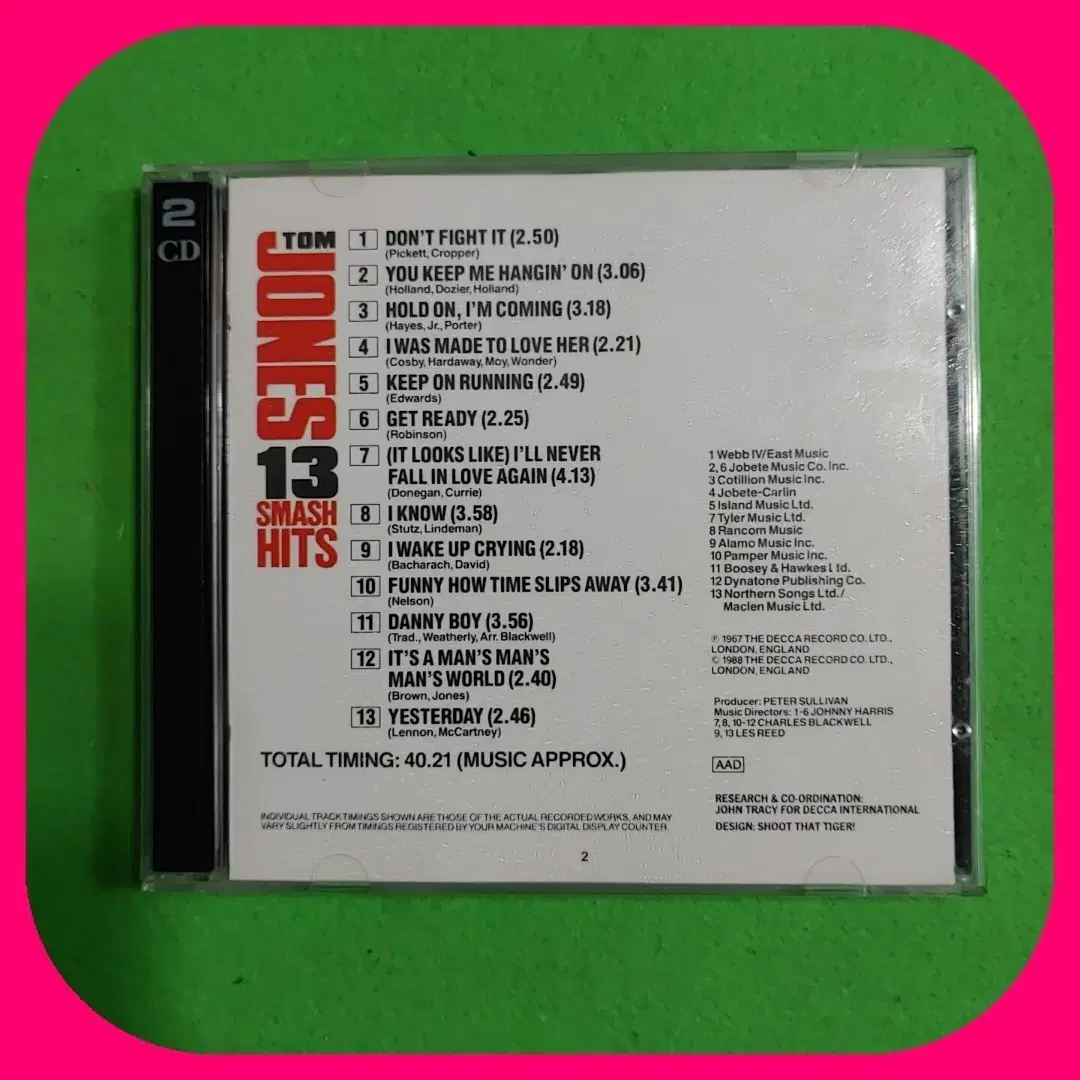 2
CD
TOM
JONES
13
SMASH
HITS
1 DON'T FIGHT IT (2.50)
(Pickett, Cropper)
2 YOU KEEP ME HANGIN' ON (3.06)
(Holland, Dozier, Holland)
3 HOLD ON, I'M COMING (3.18)
(Hayes, Jr., Porter)
4 I WAS MADE TO LOVE HER (2.21)
(Cosby, Hardaway, Moy, Wonder)
5 KEEP ON RUNNING (2.49)
(Edwards)
6 GET READY (2.25)
(Robinson)
7 (IT LOOKS LIKE) I'LL NEVER
FALL IN LOVE AGAIN (4.13)
(Donegan, Currie)
8 I KNOW (3.58)
(Stutz, Lindeman)
9 I WAKE UP CRYING (2.18)
(Bacharach, David)
10 FUNNY HOW TIME SLIPS AWAY (3.41)
(Nelson)
11 DANNY BOY (3.56)
(Trad., Weatherly, Arr. Blackwell)
12 IT'S A MAN'S MAN'S
MAN'S WORLD (2.40)
(Brown, Jones)
13 YESTERDAY (2.46)
(Lennon, McCartney)
TOTAL TIMING: 40.21 (MUSIC APPROX.)
INDIVIDUAL TRACK TIMINGS SHOWN ARE THOSE OF THE ACTUAL RECORDED WORKS, AND MAY
VARY SLIGHTLY FROM TIMINGS REGISTERED BY YOUR MACHINE'S DIGITAL DISPLAY COUNTER
1 Webb IV/East Music
2, 6 Jobete Music Co. Inc.
3 Cotillion Music Inc.
4 Jobete-Carlin
5 Island Music Ltd.
7 Tyler Music Ltd.
8 Rancom Music
9 Alamo Music Inc.
10 Pamper Music Inc.
11 Boosey & Hawkes Ltd.
12 Dynatone Publishing Co.
13 Northern Songs Ltd./
Maclen Music Ltd.
℗ 1967 THE DECCA RECORD CO. LTD.,
LONDON, ENGLAND
© 1988 THE DECCA RECORD CO. LTD.,
LONDON, ENGLAND
Producer: PETER SULLIVAN
Music Directors: 1-6 JOHNNY HARRIS
7, 8, 10-12 CHARLES BLACKWELL
9, 13 LES REED
AAD
RESEARCH & CO-ORDINATION:
JOHN TRACY FOR DECCA INTERNATIONAL
DESIGN: SHOOT THAT TIGER!
2